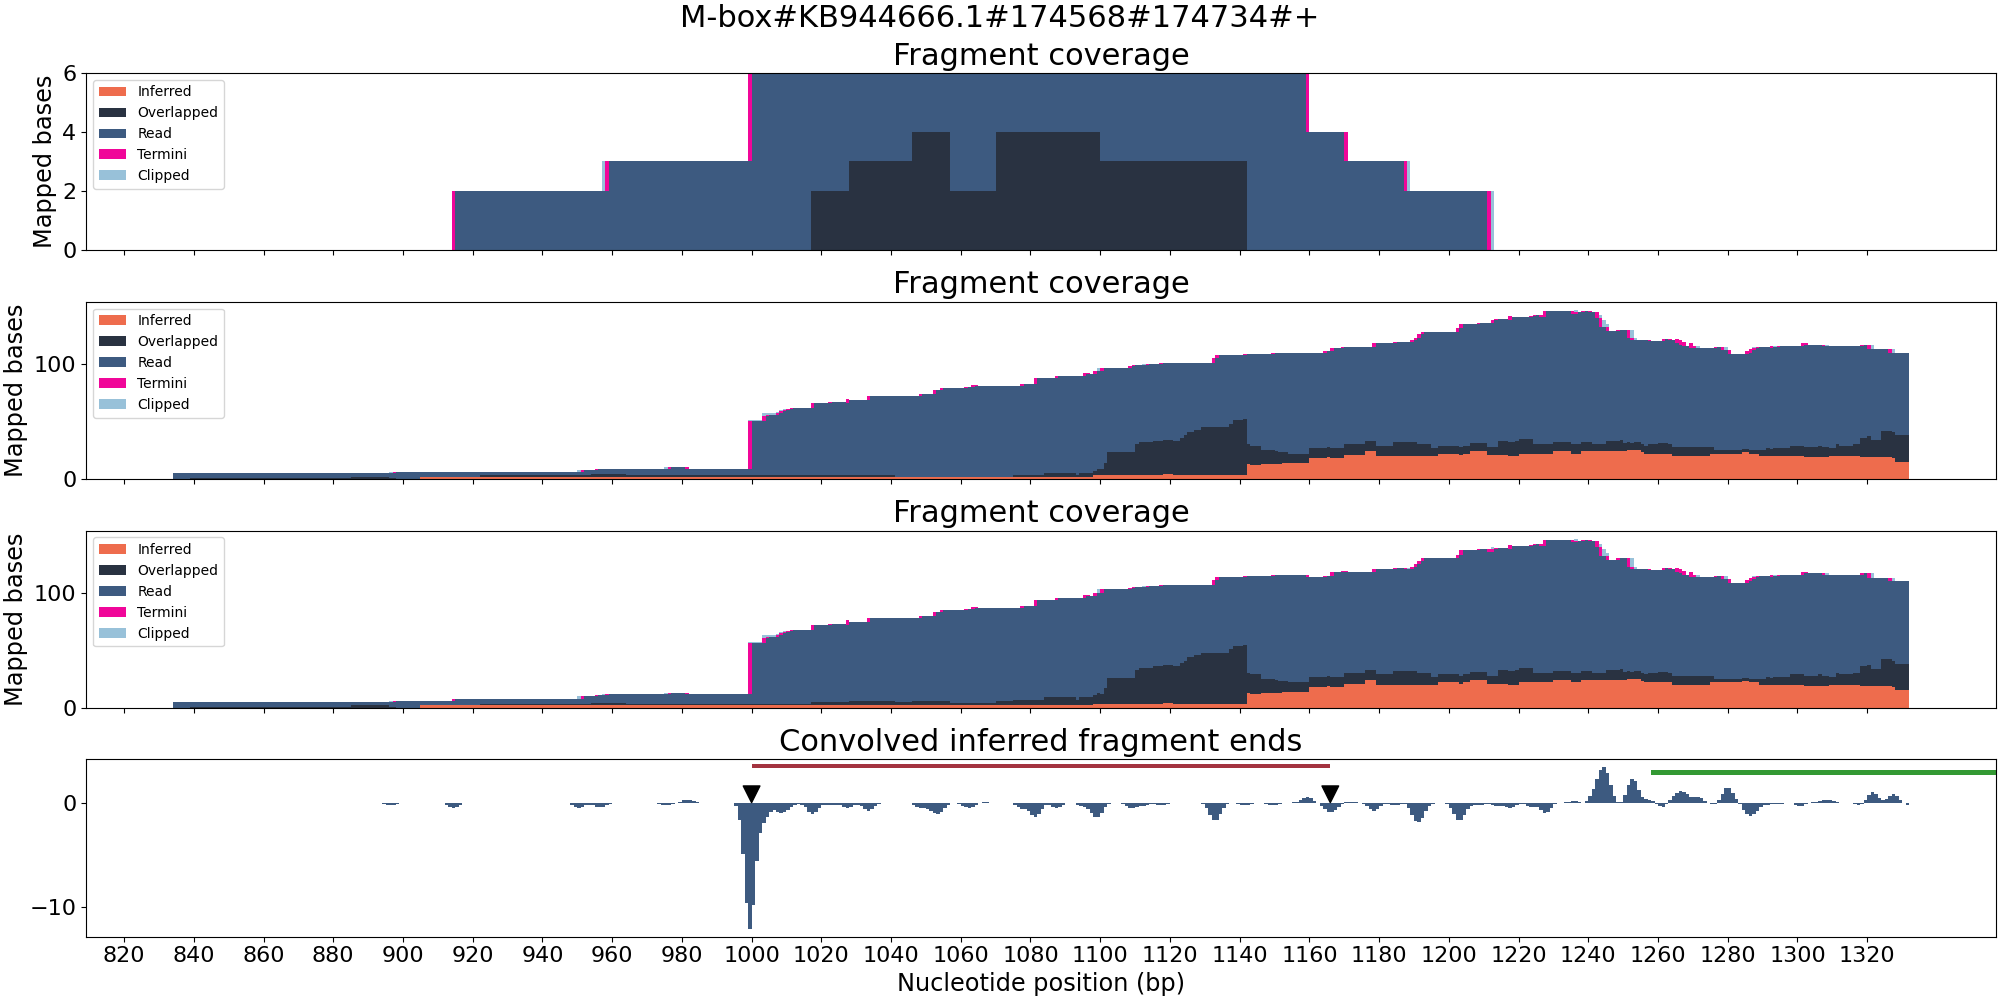 M-box#KB944666.1#174568#174734#+
Fragment coverage
Mapped bases
6
4
2
0
Inferred
Overlapped
Read
Termini
Clipped
Fragment coverage
Mapped bases
100
0
Inferred
Overlapped
Read
Termini
Clipped
Fragment coverage
Mapped bases
100
0
Inferred
Overlapped
Read
Termini
Clipped
Convolved inferred fragment ends
0
−10
820 840 860 880 900 920 940 960 980 1000 1020 1040 1060 1080 1100 1120 1140 1160 1180 1200 1220 1240 1260 1280 1300 1320
Nucleotide position (bp)